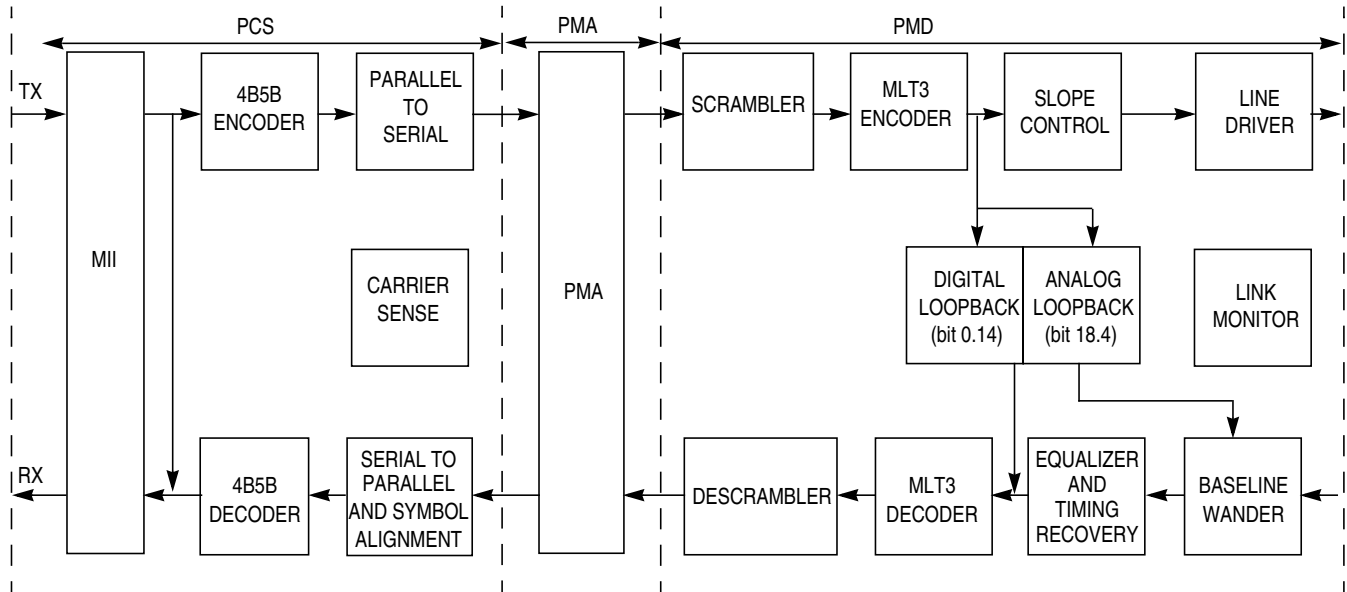 PCS
PMA
PMD
TX
4B5B
ENCODER
PARALLEL
TO
SERIAL
SCRAMBLER
MLT3
ENCODER
SLOPE
CONTROL
LINE
DRIVER
MII
CARRIER
SENSE
PMA
DIGITAL
LOOPBACK
(bit 0.14)
ANALOG
LOOPBACK
(bit 18.4)
LINK
MONITOR
RX
4B5B
DECODER
SERIAL TO
PARALLEL
AND SYMBOL
ALIGNMENT
DESCRAMBLER
MLT3
DECODER
EQUALIZER
AND
TIMING
RECOVERY
BASELINE
WANDER